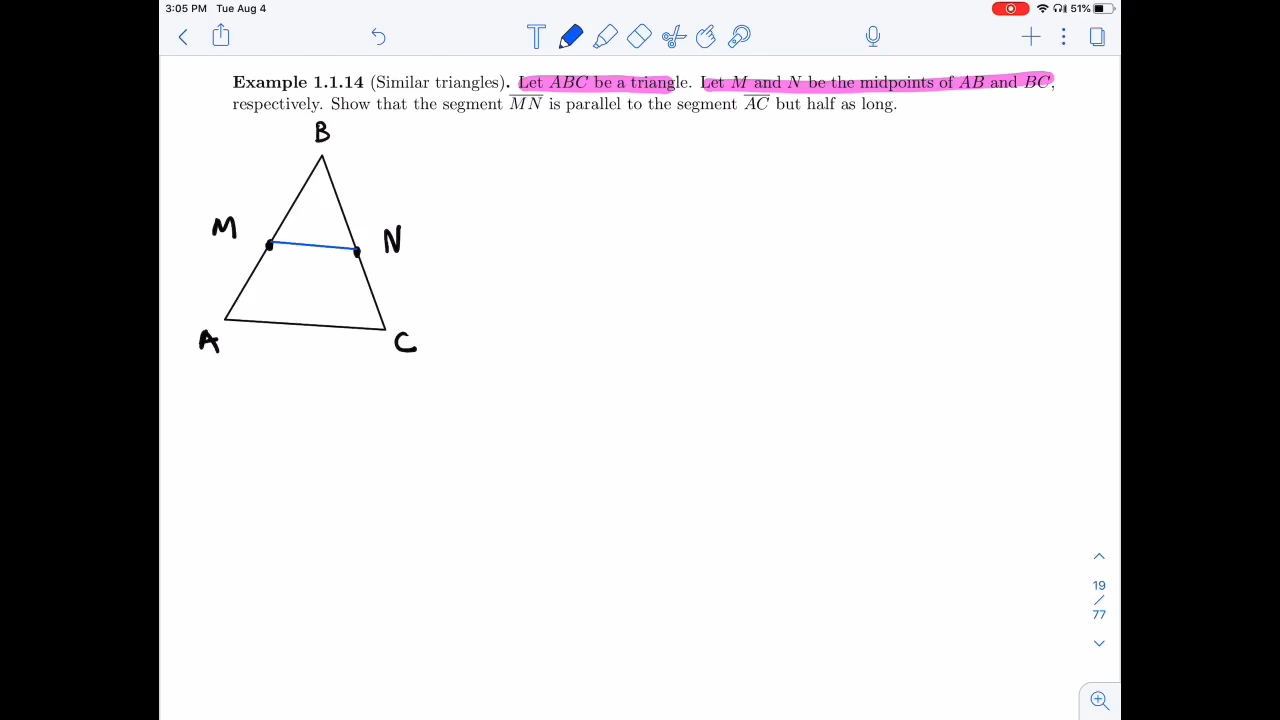 3:05 PM Tue Aug 4
51%
T
Example 1.1.14 (Similar triangles). Let ABC be a triangle. Let M and N be the midpoints of AB and BC,
respectively. Show that the segment MN is parallel to the segment AC but half as long.
B
M
N
A
C
19
/
77